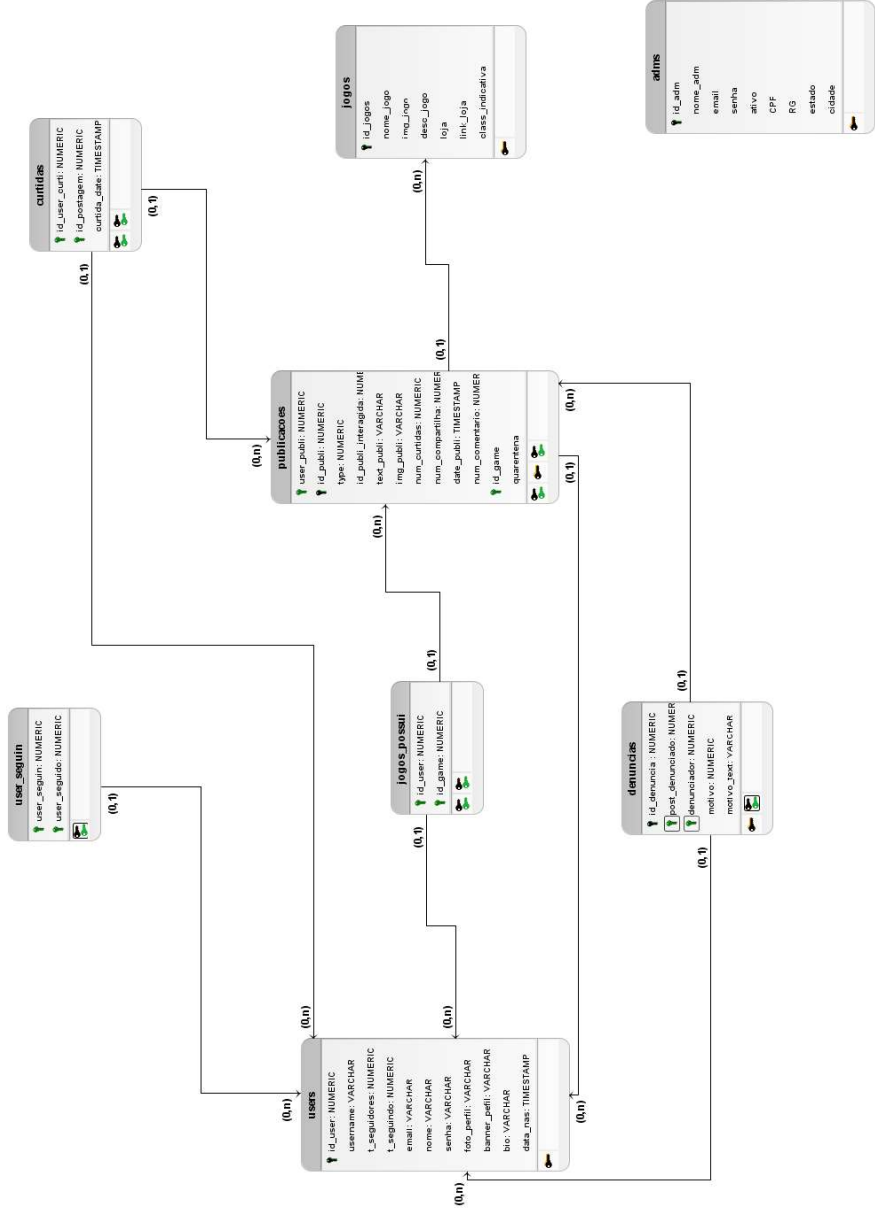 user_seguin
user_seguin: NUMERIC
user_seguido: NUMERIC
(0,1)
(0,n)
curtidas
id_user_curti: NUMERIC
id_postagem: NUMERIC
curtida_date: TIMESTAMP
(0,1)
(0,1)
(0,n)
(0,n)
users
id_user: NUMERIC
username: VARCHAR
t_seguidores: NUMERIC
t_seguindo: NUMERIC
email: VARCHAR
nome: VARCHAR
senha: VARCHAR
foto_perfil: VARCHAR
banner_pefil: VARCHAR
bio: VARCHAR
data_nas: TIMESTAMP
(0,n)
(0,n)
(0,n)
jogos_possui
id_user: NUMERIC
id_game: NUMERIC
(0,1)
(0,1)
(0,n)
publicacoes
user_publi: NUMERIC
id_publi: NUMERIC
type: NUMERIC
id_publi_interagida: NUME
text_publi: VARCHAR
img_publi: VARCHAR
num_curtidas: NUMERIC
num_compartilha: NUMER
date_publi: TIMESTAMP
num_comentario: NUMER
id_game
quarentena
(0,1)
(0,1)
(0,n)
(0,n)
jogos
id_jogos
nome_jogo
img_jogo
desc_jogo
loja
link_loja
class_indicativa
denuncias
id_denuncia : NUMERIC
post_denunciado: NUMER
denunciador: NUMERIC
motivo: NUMERIC
motivo_text: VARCHAR
(0,1)
(0,1)
adms
id_adm
nome_adm
email
senha
ativo
CPF
RG
estado
cidade